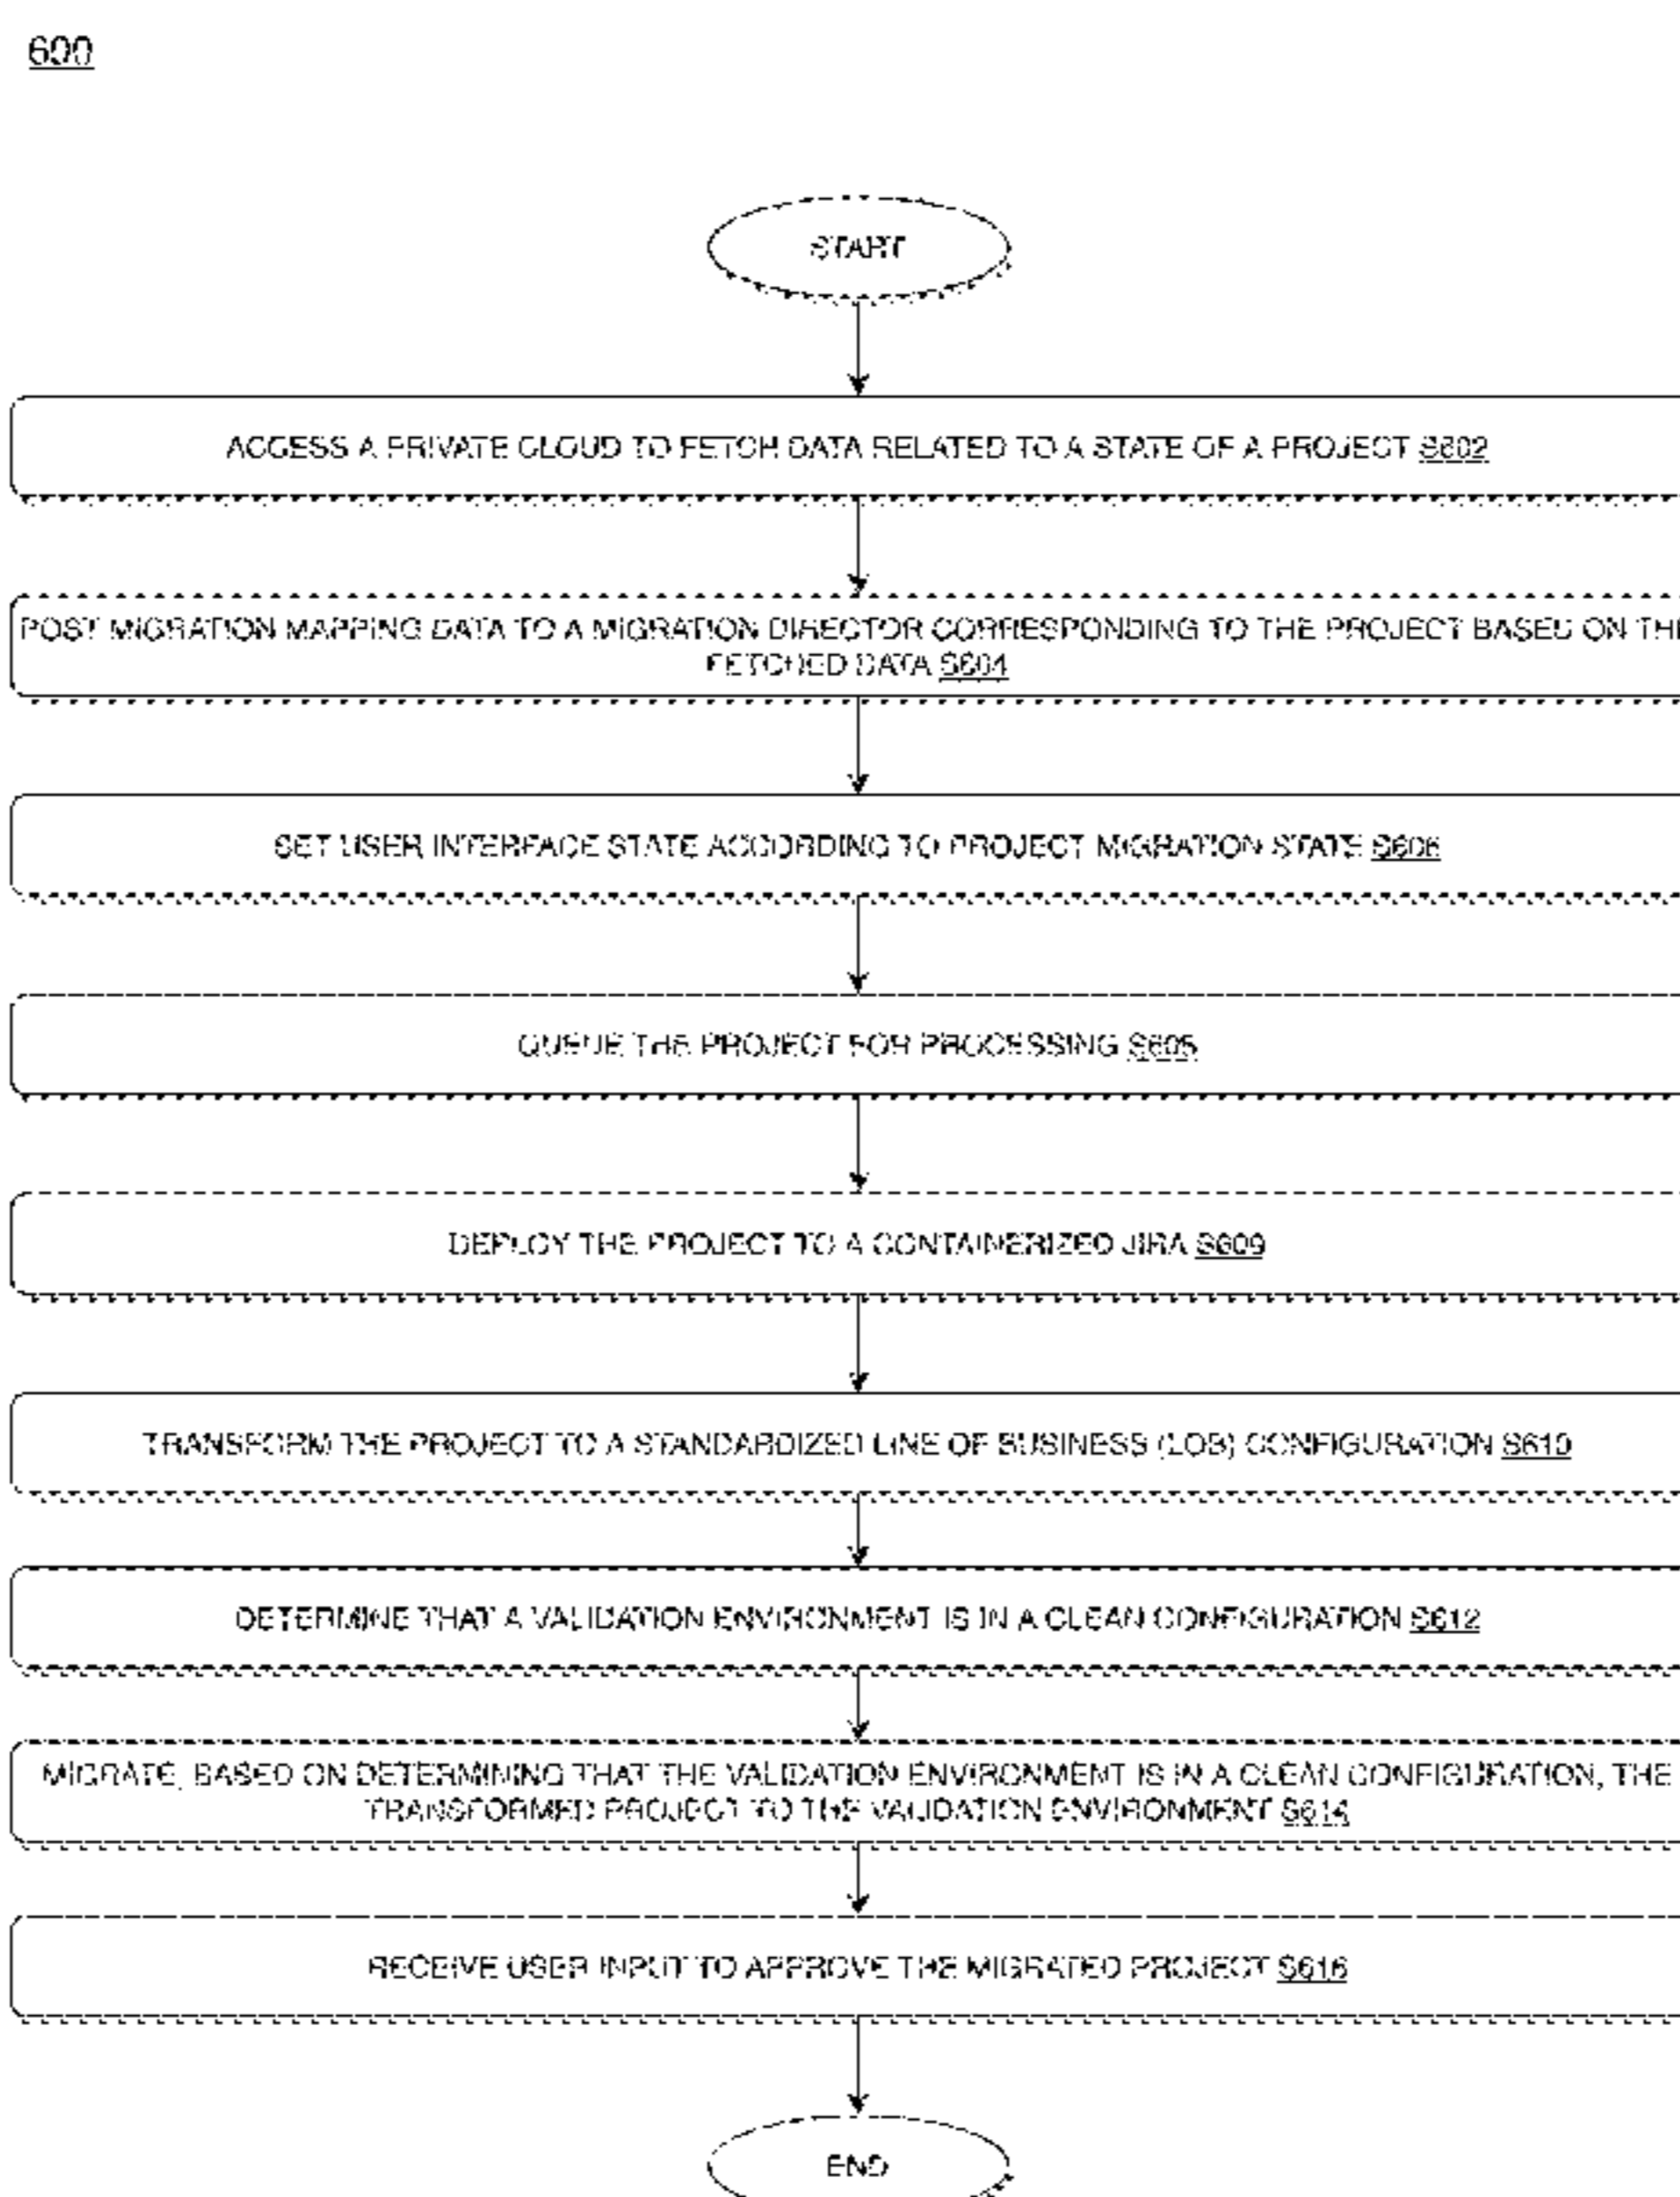 600
START
ACCESS A PRIVATE CLOUD TO FETCH DATA RELATED TO A STATE OF A PROJECT S602
POST MIGRATION MAPPING DATA TO A MIGRATION DIRECTOR CORRESPONDING TO THE PROJECT BASED ON THE
FETCHED DATA S604
SET USER INTERFACE STATE ACCORDING TO PROJECT MIGRATION STATE S606
QUEUE THE PROJECT FOR PROCESSING
DEPLOY THE PROJECT TO A CONTAINERIZED JIRA
TRANSFORM THE PROJECT TO A STANDARDIZED LINE OF BUSINESS (LOB) CONFIGURATION S610
DETERMINE THAT A VALIDATION ENVIRONMENT IS IN A CLEAN CONFIGURATION S612
MIGRATE, BASED ON DETERMINING THAT THE VALIDATION ENVIRONMENT IS IN A CLEAN CONFIGURATION, THE
TRANSFORMED PROJECT TO THE VALIDATION ENVIRONMENT S614
RECEIVE USER INPUT TO APPROVE THE MIGRATED PROJECT S616
END